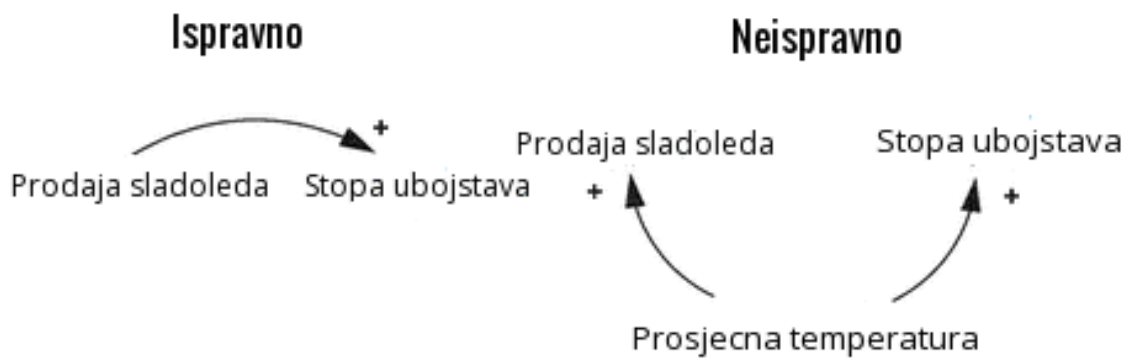 Ispravno
Prodaja sladoleda
+
Stopa ubojstava
Neispravno
Prodaja sladoleda
+
Stopa ubojstava
+
Prosjecna temperatura